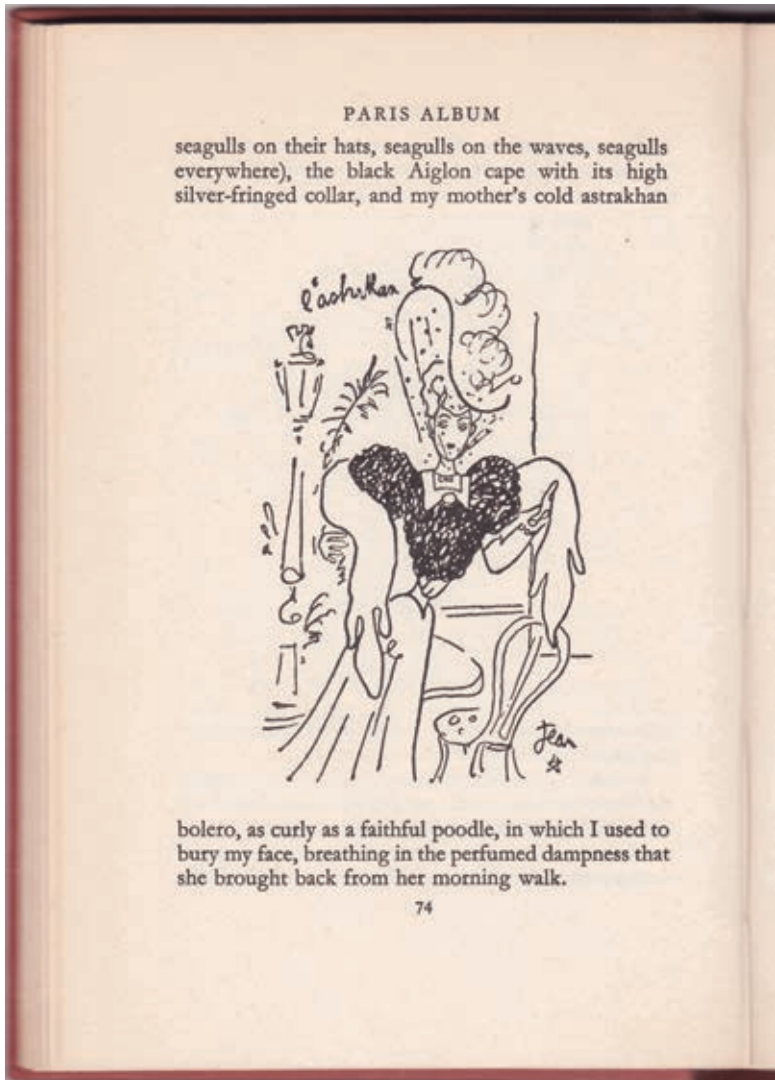 PARIS ALBUM
seagulls on their hats, seagulls on the waves, seagulls
everywhere), the black Aiglon cape with its high
silver-fringed collar, and my mother's cold astrakhan
l'astrakan
Jean
bolero, as curly as a faithful poodle, in which I used to
bury my face, breathing in the perfumed dampness that
she brought back from her morning walk.
74